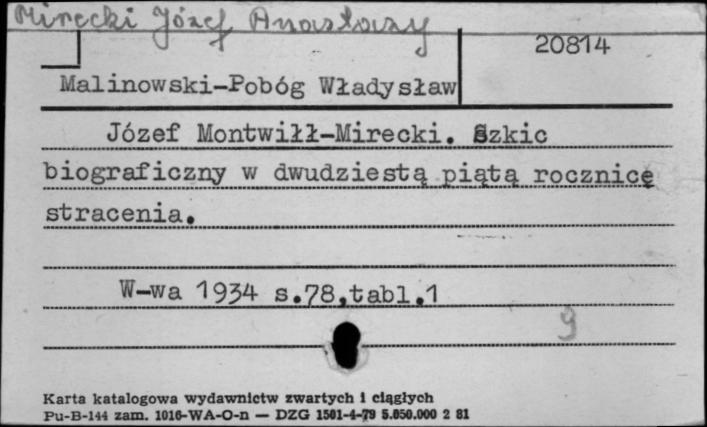 Mirecki Józef Anastazy
20814
Malinowski-Pobóg Władysław
Józef Montwiłł-Mirecki. Szkic
biograficzny w dwudziestą piątą rocznicę
stracenia.
W-wa 1934 s.78,tabl.1
9
Karta katalogowa wydawnictw zwartych i ciągłych
Pu-B-144 zam. 1016-WA-O-n — DZG 1501-4-79 5.050.000 2 81